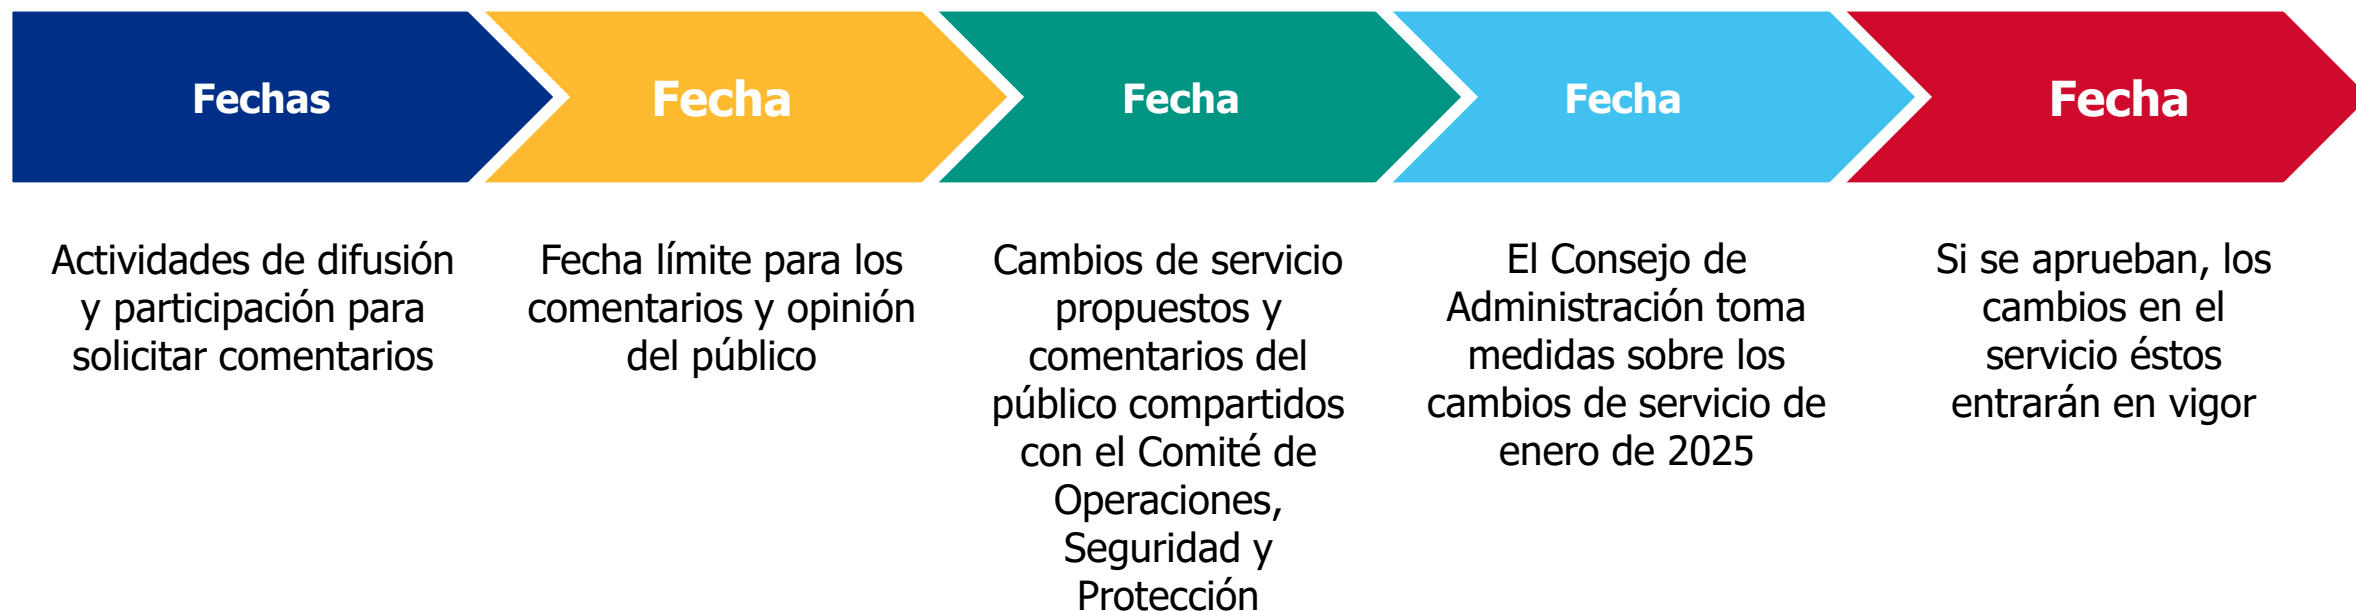 Fechas
Fecha
Fecha
Fecha
Fecha
Actividades de difusión
y participación para
solicitar comentarios
Fecha límite para los
comentarios y opinión
del público
Cambios de servicio
propuestos y
comentarios del
público compartidos
con el Comité de
Operaciones,
Seguridad y
Protección
El Consejo de
Administración toma
medidas sobre los
cambios de servicio de
enero de 2025
Si se aprueban, los
cambios en el
servicio éstos
entrarán en vigor